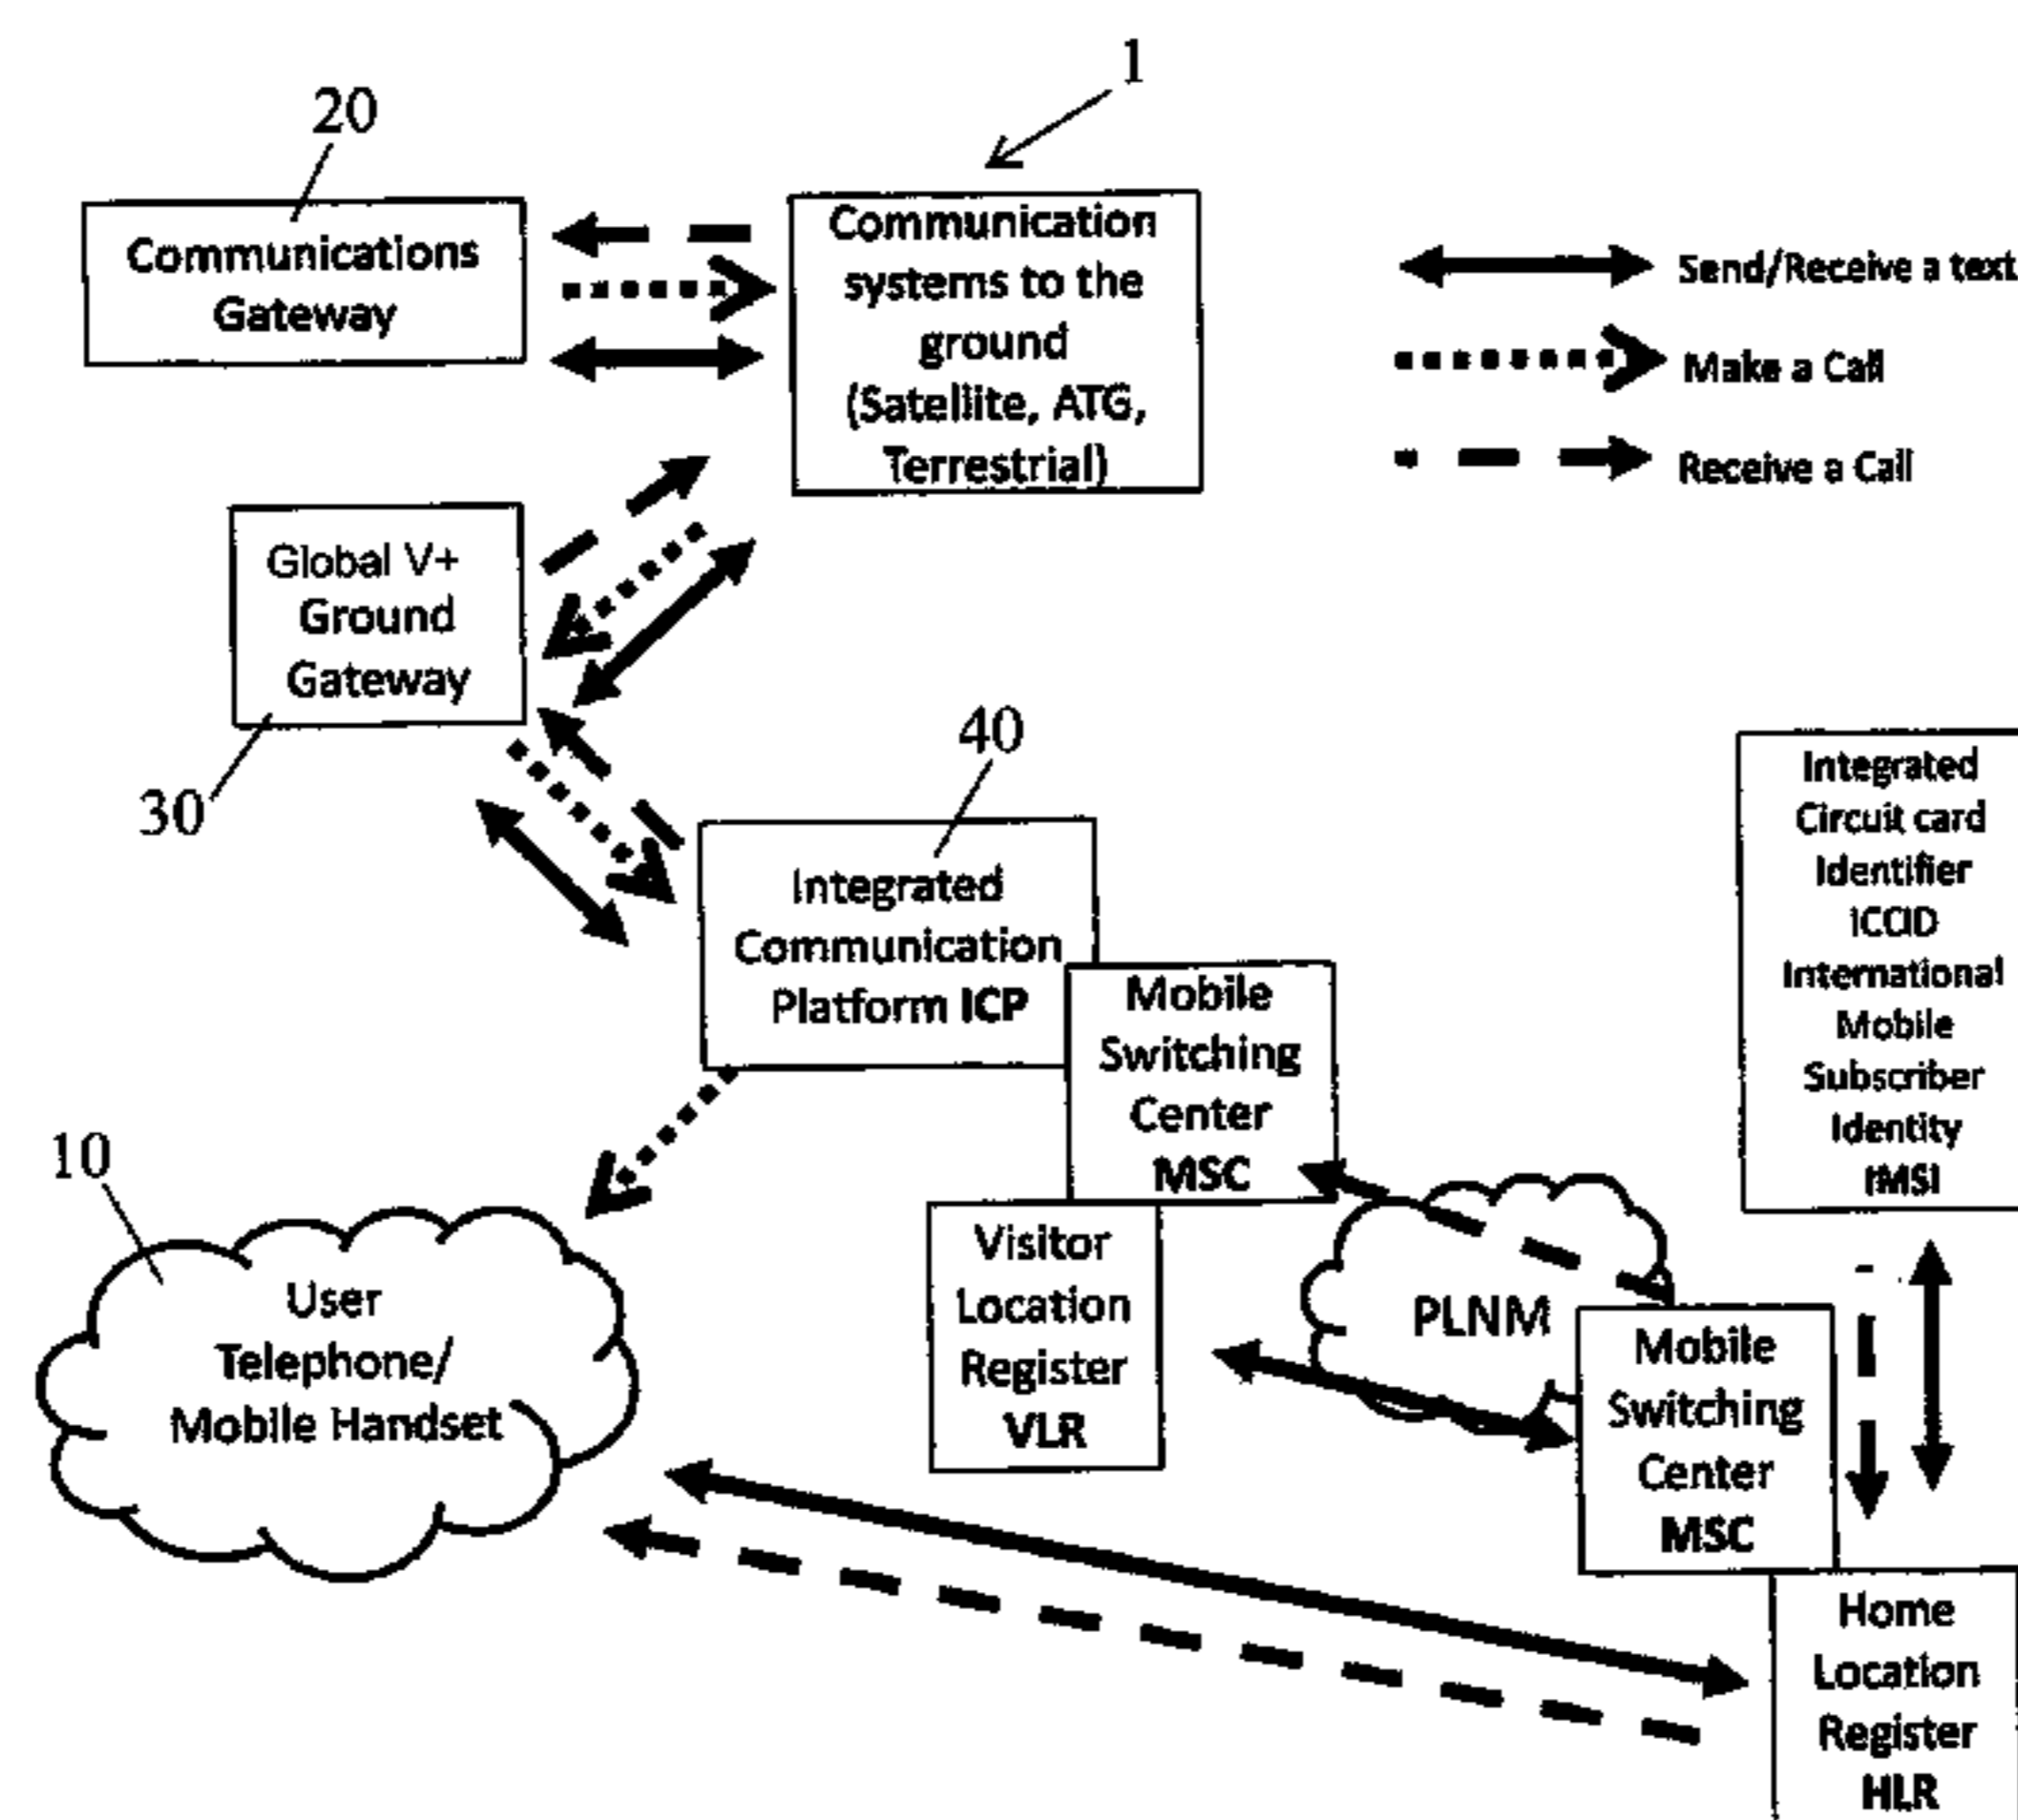 1
20
Communications
Gateway
Communication
systems to the
ground
(Satellite, ATG,
Terrestrial)
Send/Receive a text
Make a Call
Receive a Call
Global V+
Ground
Gateway
30
40
Integrated
Communication
Platform ICP
Mobile
Switching
Center
MSC
Visitor
Location
Register
VLR
Integrated
Circuit card
Identifier
ICCID
International
Mobile
Subscriber
Identity
IMSI
10
User
Telephone/
Mobile Handset
PLNM
Mobile
Switching
Center
MSC
Home
Location
Register
HLR